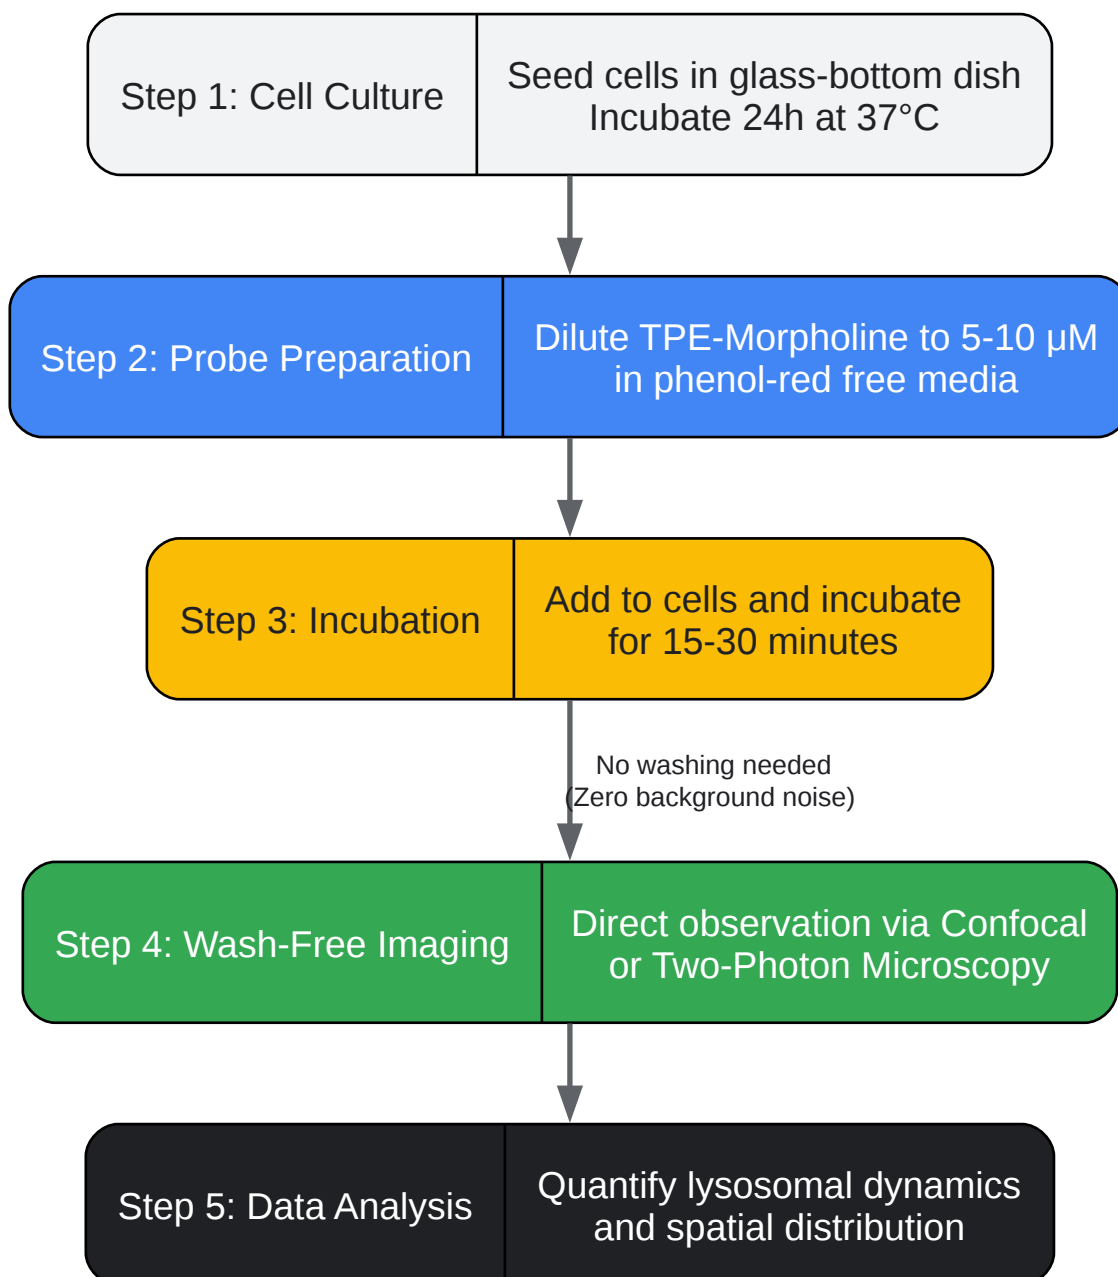 Step 1: Cell Culture
Seed cells in glass-bottom dish
Incubate 24h at 37°C
Step 2: Probe Preparation
Dilute TPE-Morpholine to 5-10 μM
in phenol-red free media
Step 3: Incubation
Add to cells and incubate
for 15-30 minutes
No washing needed
(Zero background noise)
Step 4: Wash-Free Imaging
Direct observation via Confocal
or Two-Photon Microscopy
Step 5: Data Analysis
Quantify lysosomal dynamics
and spatial distribution